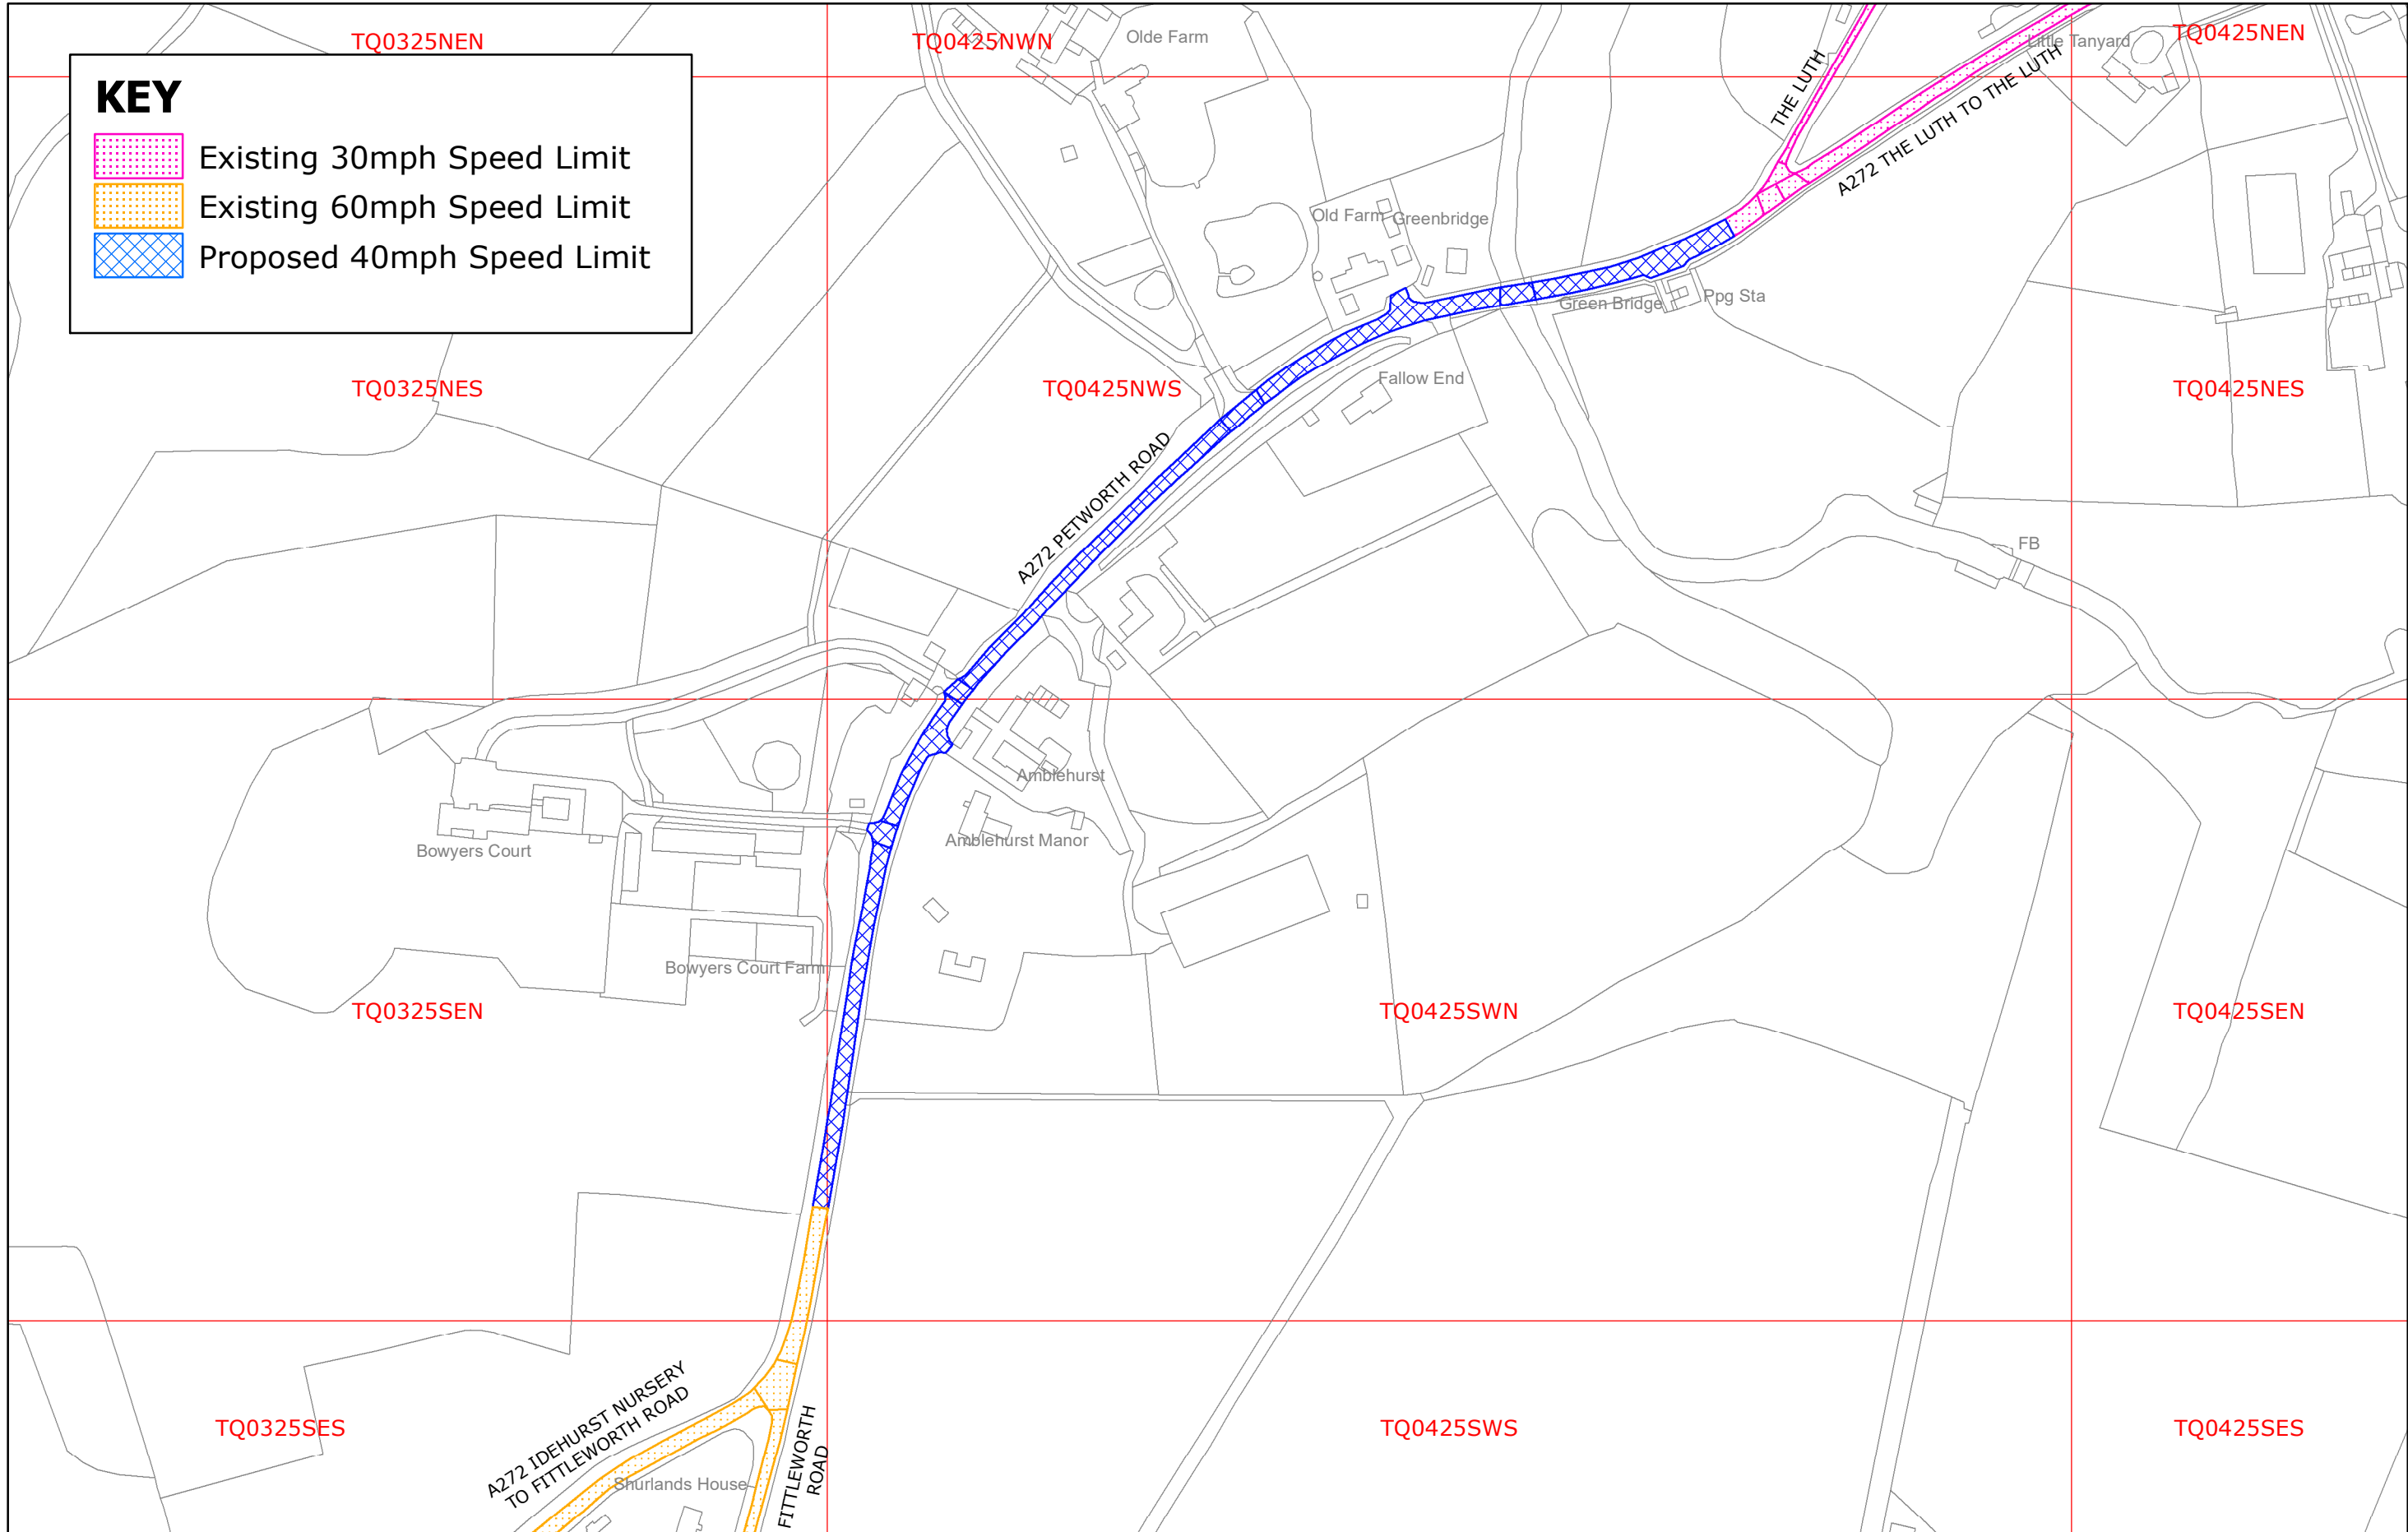 TQ0325NEN
TQ0425NWN
Olde Farm
Little Tanyard
TQ0425NEN
KEY
Existing 30mph Speed Limit
Existing 60mph Speed Limit
Proposed 40mph Speed Limit
THE LUTH
A272 THE LUTH TO THE LUTH
Old Farm
Greenbridge
Green Bridge
Ppg Sta
TQ0325NES
TQ0425NWS
Fallow End
TQ0425NES
A272 PETWORTH ROAD
FB
Amblehurst
Amblehurst Manor
Bowyers Court
Bowyers Court Farm
TQ0325SEN
TQ0425SWN
TQ0425SEN
A272 IDEHURST NURSERY
TO FITTLEWORTH ROAD
TQ0325SES
FITTLEWORTH
ROAD
TQ0425SWS
TQ0425SES
Shurlands House